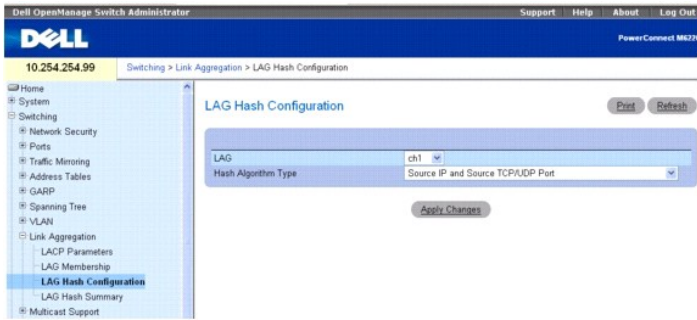 Dell OpenManage Switch Administrator
Support Help About Log Out
DELL
PowerConnect
10.254.254.99
Switching > Link Aggregation > LAG Hash Configuration
Home
System
Switching
Network Security
Ports
Traffic Mirroring
Address Tables
GARP
Spanning Tree
VLAN
Link Aggregation
LACP Parameters
LAG Membership
LAG Hash Configuration
LAG Hash Summary
Multicast Support
LAG Hash Configuration
Print Refresh
LAG ch1
Hash Algorithm Type Source IP and Source TCP/UDP Port
Apply Changes